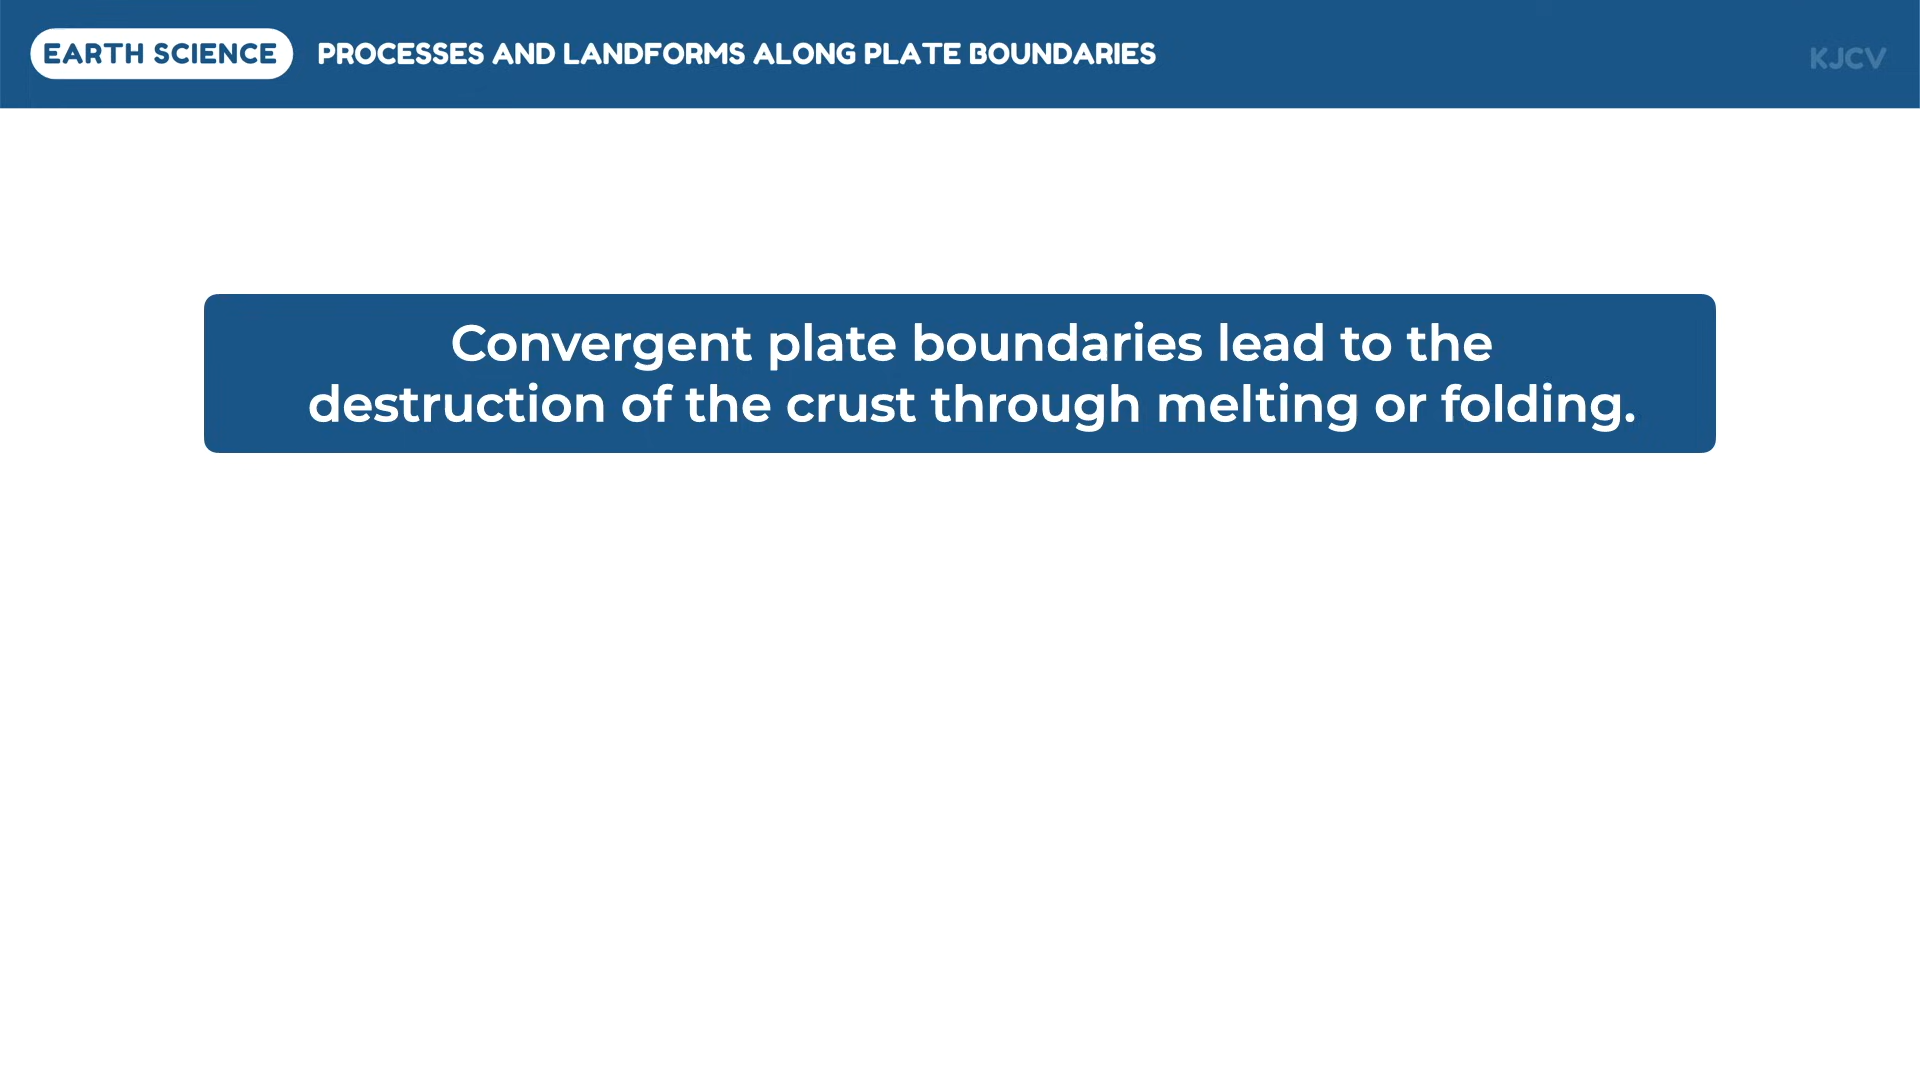 EARTH SCIENCE PROCESSES AND LANDFORMS ALONG PLATE BOUNDARIES KJCV
Convergent plate boundaries lead to the
destruction of the crust through melting or folding.